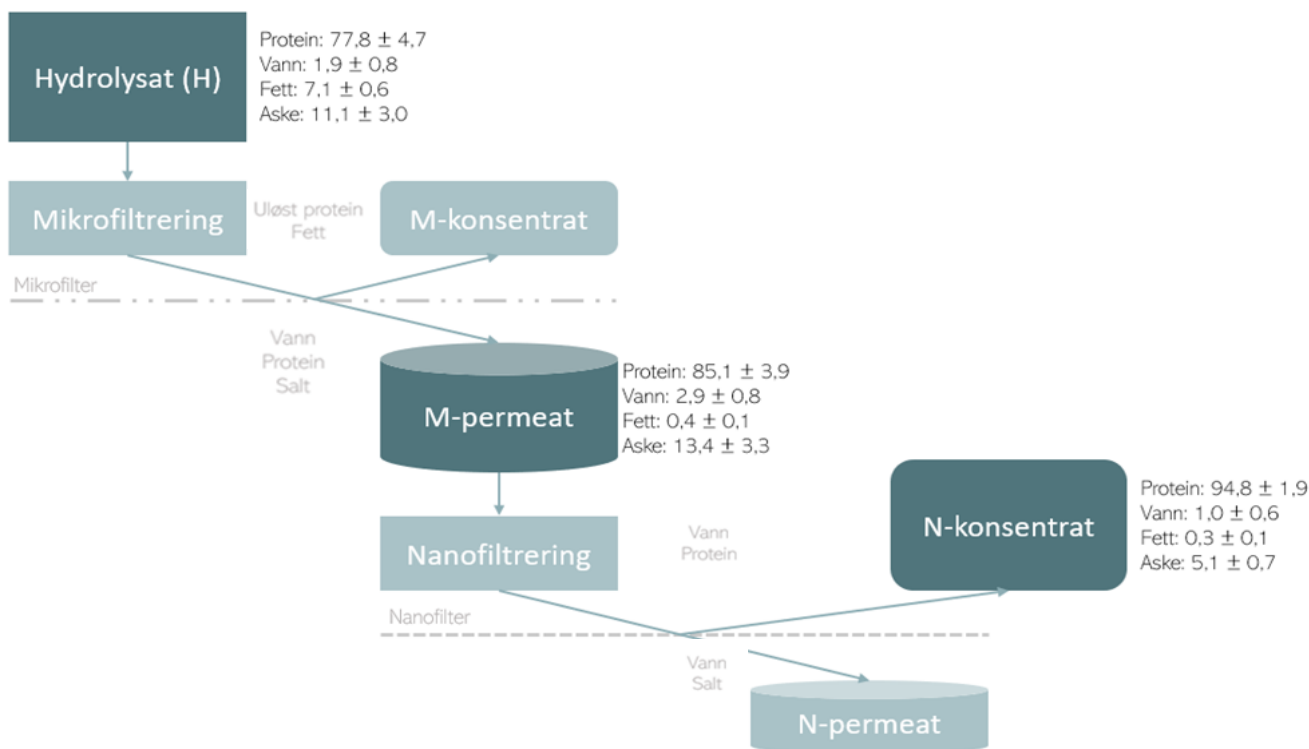 Hydrolysat (H)
Protein: 77,8 ± 4,7
Vann: 1,9 ± 0,8
Fett: 7,1 ± 0,6
Aske: 11,1 ± 3,0
Mikrofiltrering
Uløst protein
Fett
M-konsentrat
Mikrofilter
Vann
Protein
Salt
M-permeat
Protein: 85,1 ± 3,9
Vann: 2,9 ± 0,8
Fett: 0,4 ± 0,1
Aske: 13,4 ± 3,3
Nanofiltrering
Vann
Protein
N-konsentrat
Protein: 94,8 ± 1,9
Vann: 1,0 ± 0,6
Fett: 0,3 ± 0,1
Aske: 5,1 ± 0,7
Nanofilter
Vann
Salt
N-permeat